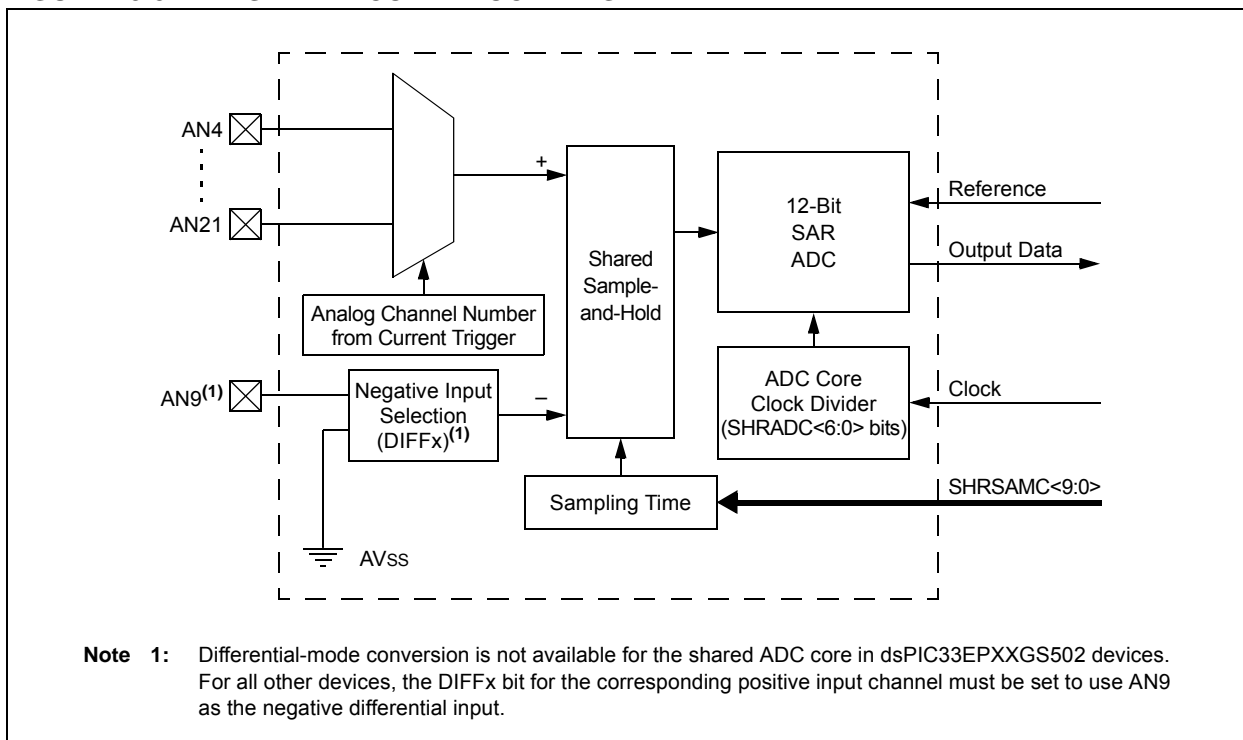 AN4
AN21
+
Analog Channel Number
from Current Trigger
AN9(1)
Negative Input
Selection
(DIFFx)(1)
–
Shared
Sample-
and-Hold
12-Bit
SAR
ADC
Reference
Output Data
ADC Core
Clock Divider
(SHRADC<6:0> bits)
Clock
Sampling Time
SHRSAMC<9:0>
AVSS
Note 1: Differential-mode conversion is not available for the shared ADC core in dsPIC33EPXXGS502 devices.
For all other devices, the DIFFx bit for the corresponding positive input channel must be set to use AN9
as the negative differential input.